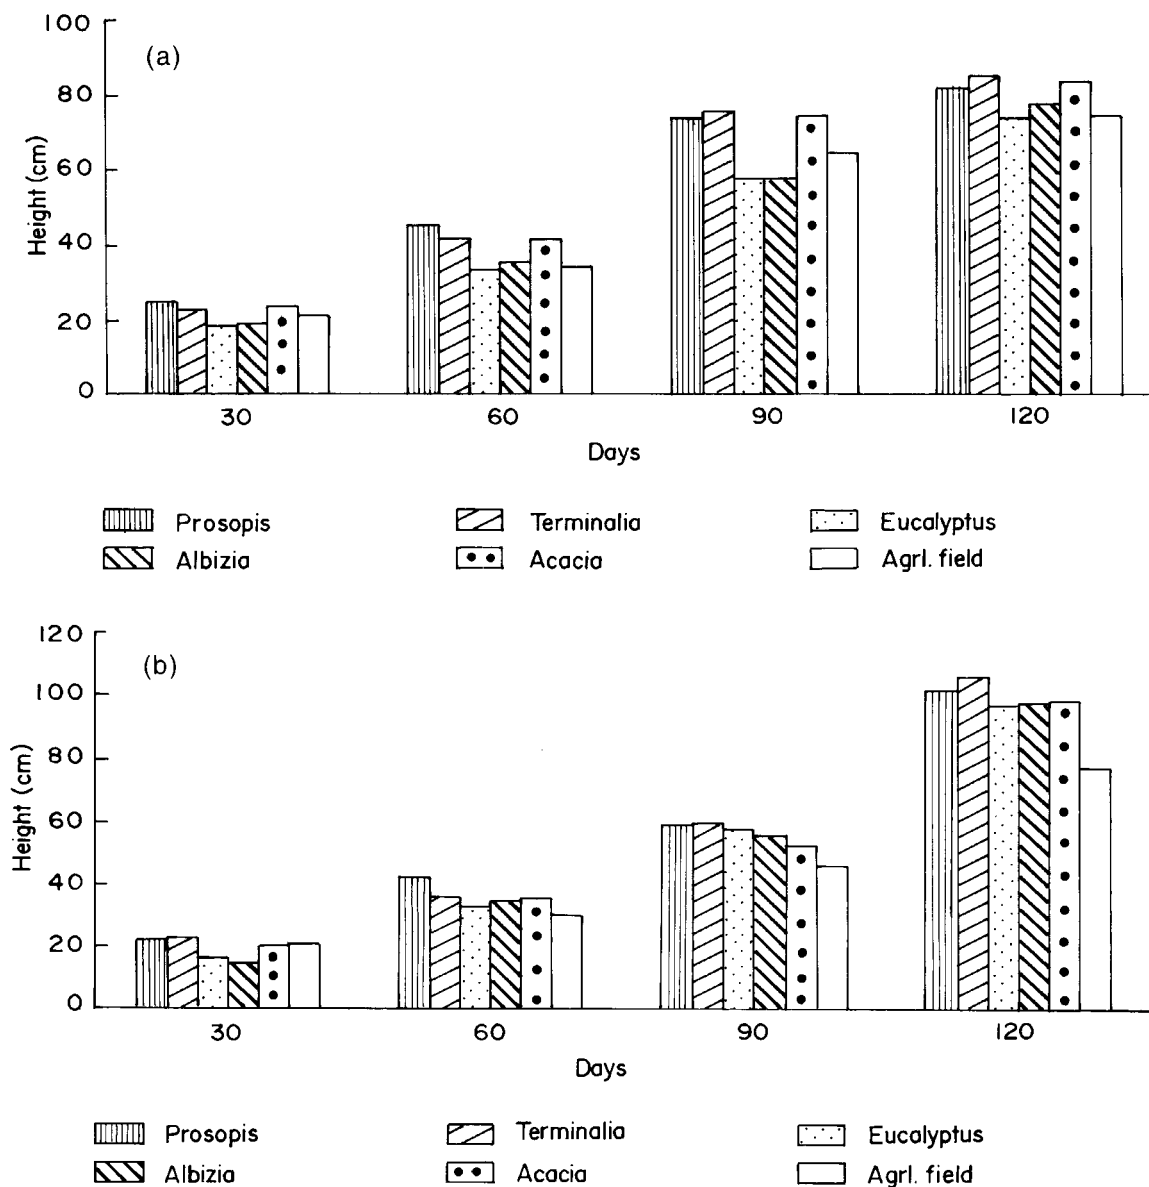 100
(a)
80
60
40
20
0
Height (cm)
30 60 90 120
Days
Prosopis Terminalia Eucalyptus
Albizia Acacia Agrl. field
120
(b)
100
80
60
40
20
0
Height (cm)
30 60 90 120
Days
Prosopis Terminalia Eucalyptus
Albizia Acacia Agrl. field